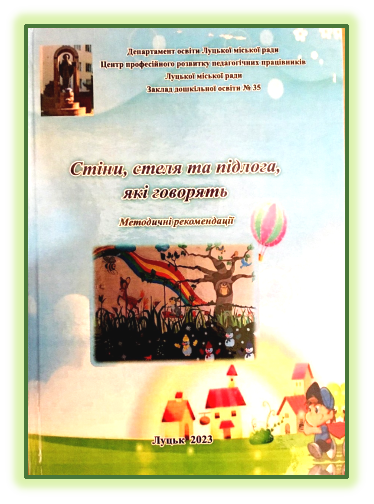 Департамент освіти Луцької міської ради
Центр професійного розвитку педагогічних працівників
Луцької міської ради
Заклад дошкільної освіти № 35
Стіни, стеля та підлога,
які говорять
Методичні рекомендації
Луцьк 2023